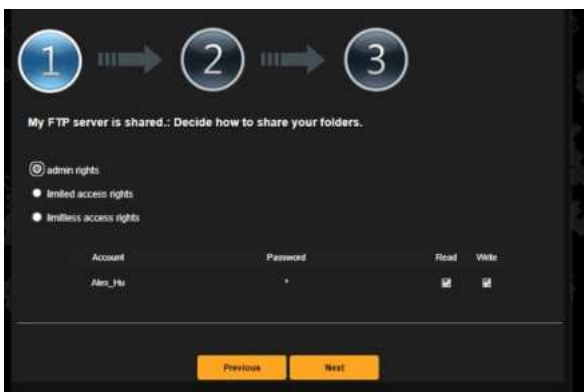 1 2 3
My FTP server is shared.: Decide how to share your folders.
admin rights
limited access rights
limitless access rights
Account Password Read Write
Alex_Hu *
Previous Next